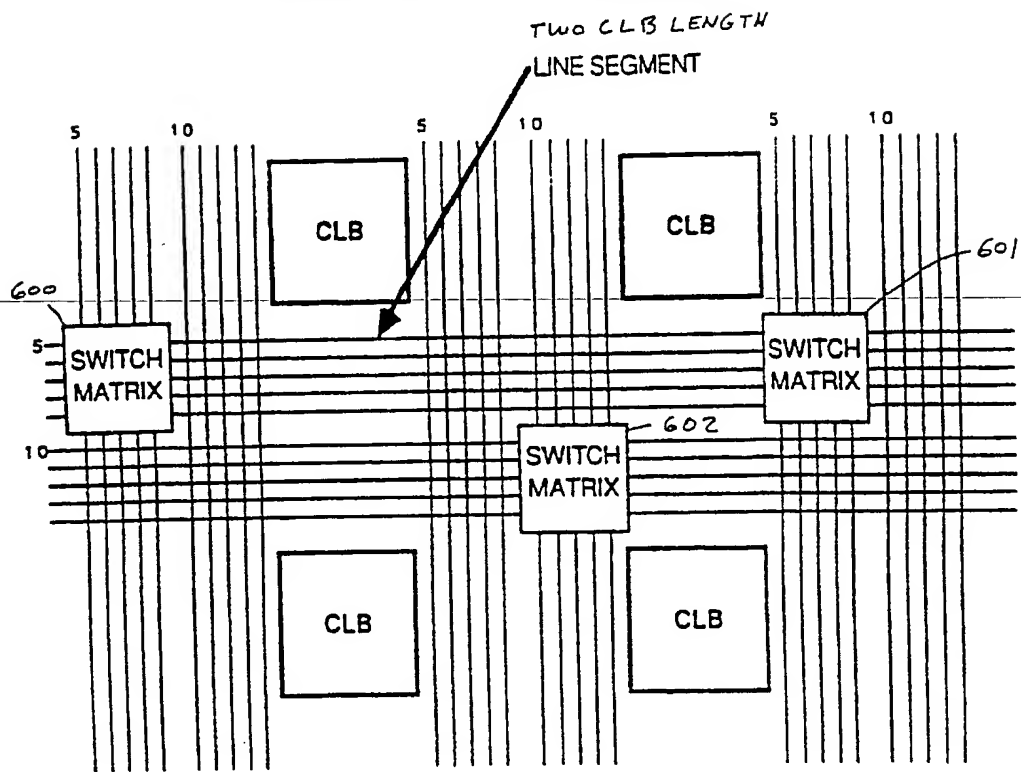 TWO CLB LENGTH
LINE SEGMENT
5 10 5 10 5 10
CLB CLB
601
600
5
SWITCH
MATRIX
SWITCH
MATRIX
602
10
SWITCH
MATRIX
CLB CLB